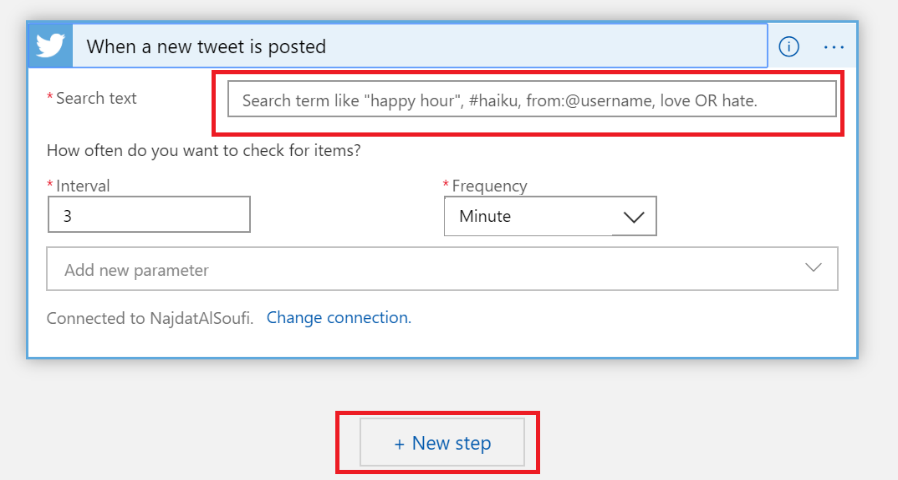 When a new tweet is posted
* Search text
Search term like "happy hour", #haiku, from:@username, love OR hate.
How often do you want to check for items?
* Interval
* Frequency
3
Minute
Add new parameter
Connected to NajdatAlSoufi. Change connection.
+ New step